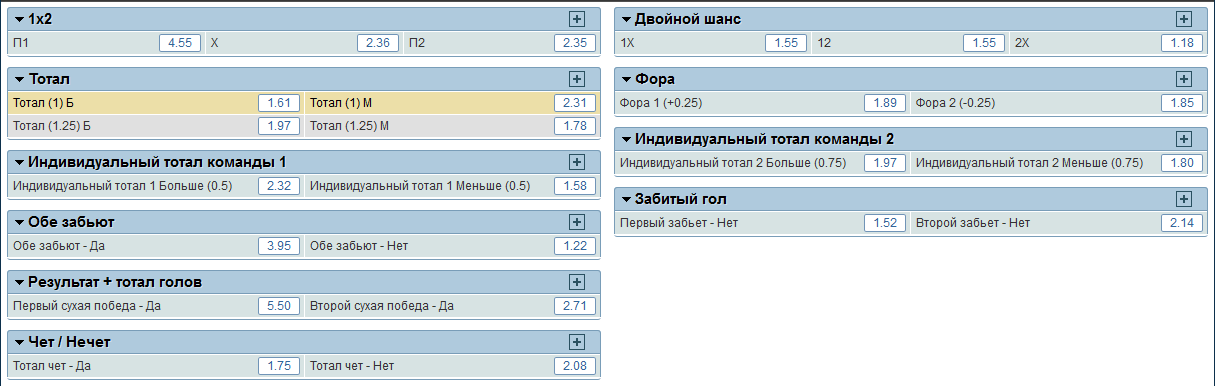 1x2
П1 4.55 X 2.36 П2 2.35
Тотал
Тотал (1) Б 1.61 Тотал (1) М 2.31
Тотал (1.25) Б 1.97 Тотал (1.25) М 1.78
Индивидуальный тотал команды 1
Индивидуальный тотал 1 Больше (0.5) 2.32 Индивидуальный тотал 1 Меньше (0.5) 1.58
Обе забьют
Обе забьют - Да 3.95 Обе забьют - Нет 1.22
Результат + тотал голов
Первый сухая победа - Да 5.50 Второй сухая победа - Да 2.71
Чет / Нечет
Тотал чет - Да 1.75 Тотал чет - Нет 2.08
Двойной шанс
1X 1.55 12 1.55 2X 1.18
Фора
Фора 1 (+0.25) 1.89 Фора 2 (-0.25) 1.85
Индивидуальный тотал команды 2
Индивидуальный тотал 2 Больше (0.75) 1.97 Индивидуальный тотал 2 Меньше (0.75) 1.80
Забитый гол
Первый забьет - Нет 1.52 Второй забьет - Нет 2.14